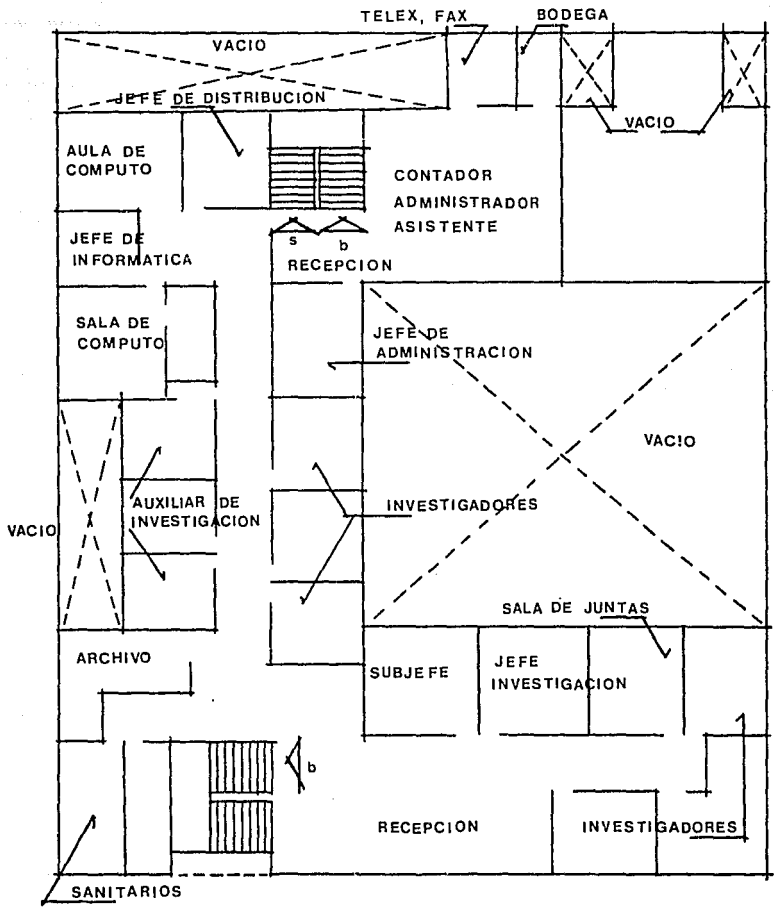 TELEX, FAX
BODEGA
VACIO
JEFE DE DISTRIBUCION
VACIO
AULA DE
COMPUTO
CONTADOR
ADMINISTRADOR
ASISTENTE
s
b
JEFE DE
INFORMATICA
RECEPCION
SALA DE
COMPUTO
JEFE DE
ADMINISTRACION
VACIO
AUXILIAR DE
INVESTIGACION
INVESTIGADORES
VACIO
SALA DE JUNTAS
ARCHIVO
SUBJEFE
JEFE
INVESTIGACION
b
RECEPCION
INVESTIGADORES
SANITARIOS